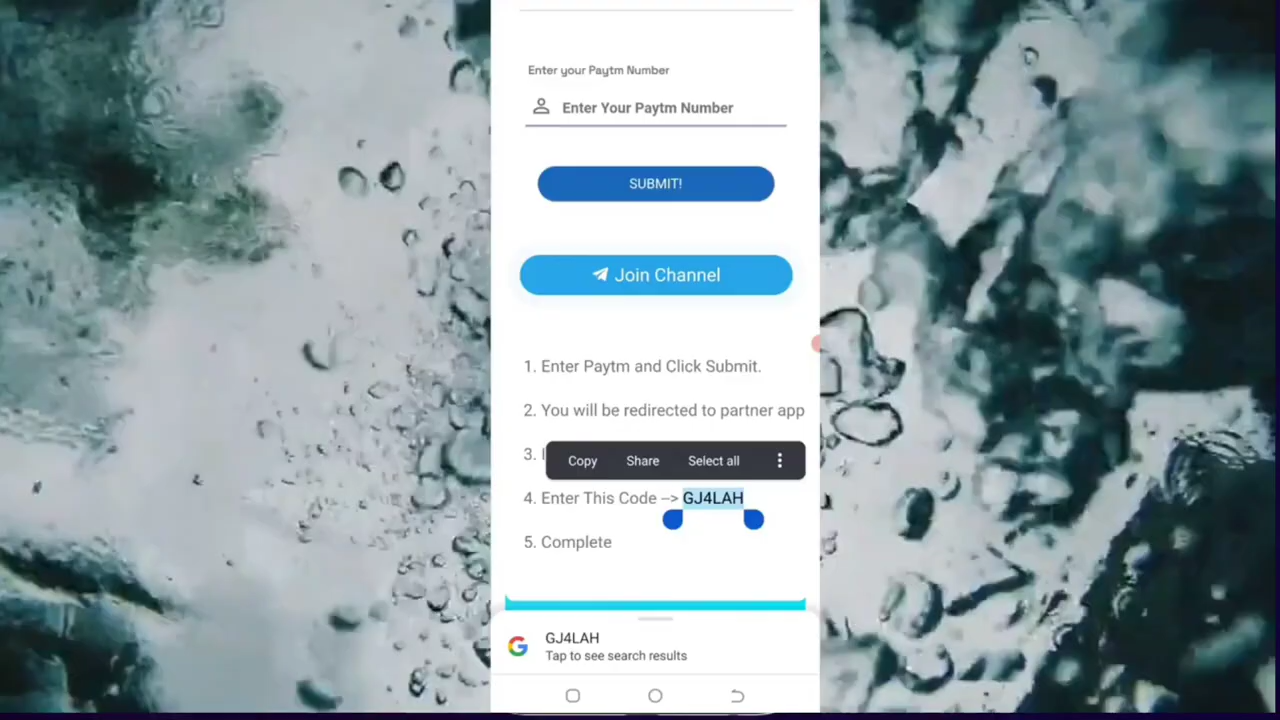 Enter your Paytm Number
Enter Your Paytm Number
SUBMIT!
Join Channel
1. Enter Paytm and Click Submit.
2. You will be redirected to partner app
3.
Copy Share Select all
4. Enter This Code --> GJ4LAH
5. Complete
GJ4LAH
Tap to see search results